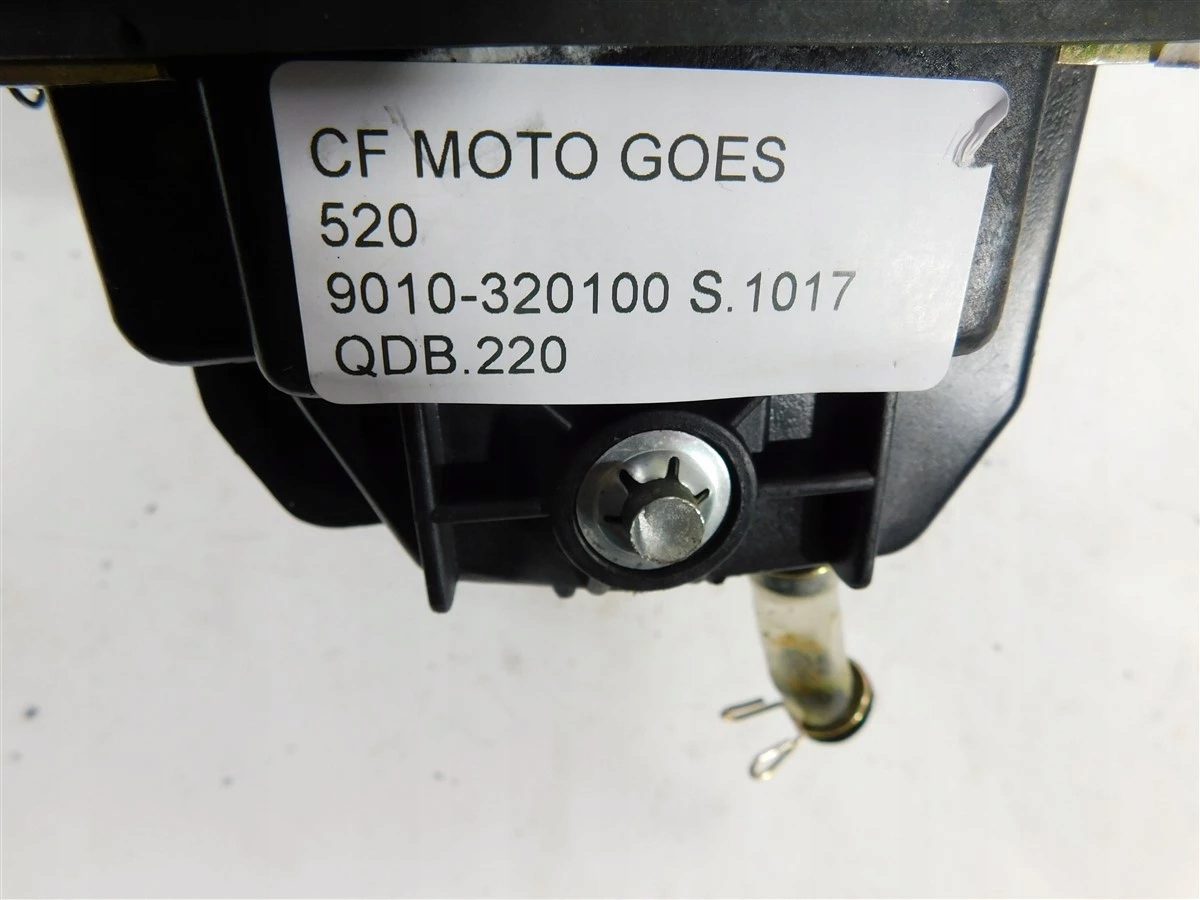 CF MOTO GOES
520
9010-320100 S.1017
QDB.220